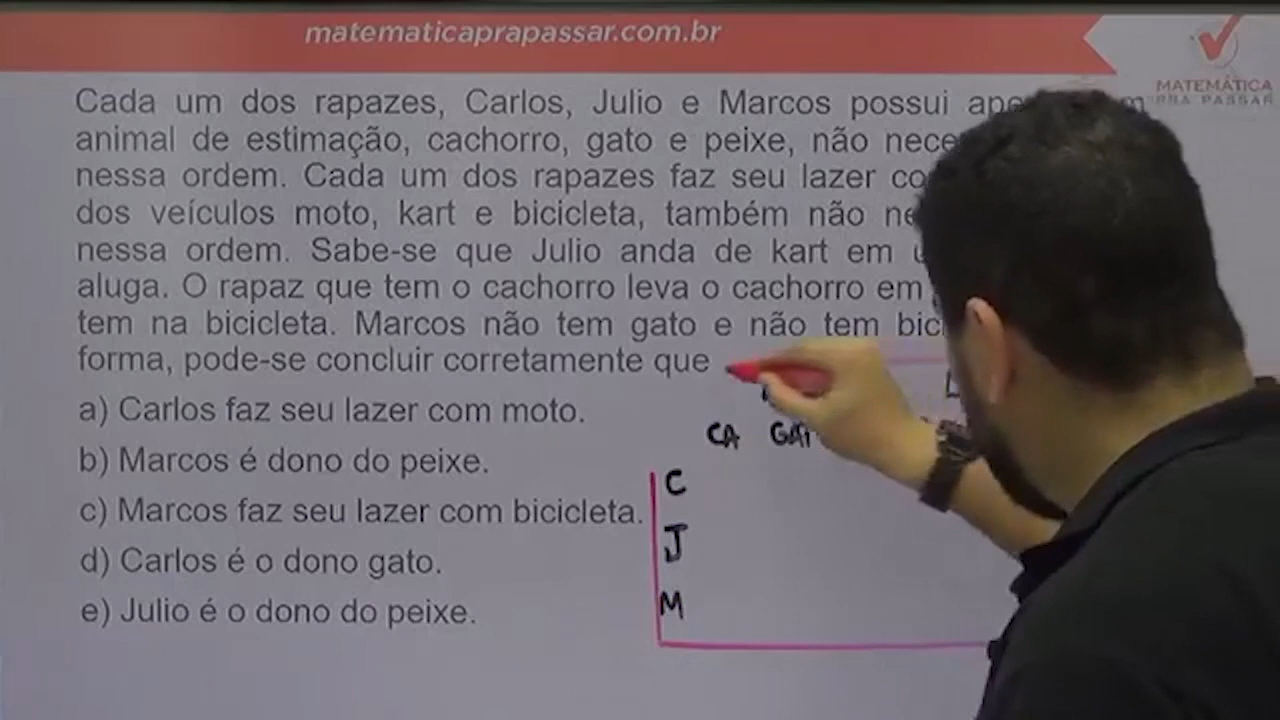 matematicaprapassar.com.br
MATEMÁTICA
PRA PASSAR
Cada um dos rapazes, Carlos, Julio e Marcos possui
animal de estimação, cachorro, gato e peixe, não
nessa ordem. Cada um dos rapazes faz seu lazer
dos veículos moto, kart e bicicleta, também não
nessa ordem. Sabe-se que Julio anda de kart em
aluga. O rapaz que tem o cachorro leva o cachorro em
tem na bicicleta. Marcos não tem gato e não tem
forma, pode-se concluir corretamente que
a) Carlos faz seu lazer com moto.
b) Marcos é dono do peixe.
c) Marcos faz seu lazer com bicicleta.
d) Carlos é o dono gato.
e) Julio é o dono do peixe.
CA
C
J
M